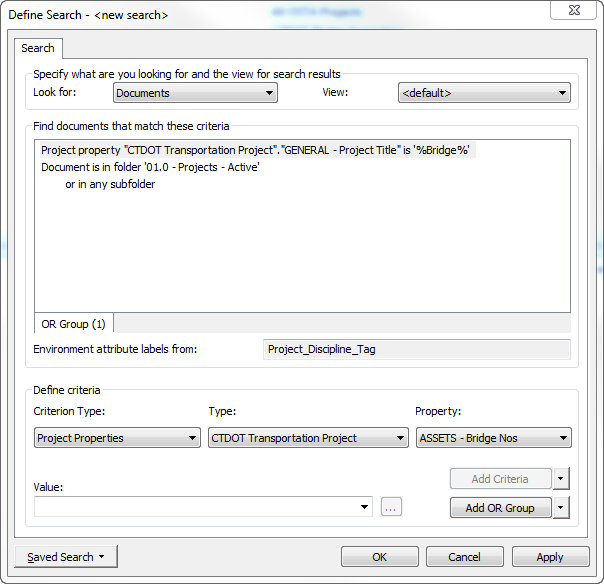 Define Search - <new search>
Search
Specify what are you looking for and the view for search results
Look for: Documents View: <default>
Find documents that match these criteria
Project property "CTDOT Transportation Project"."GENERAL - Project Title" is '%Bridge%'
Document is in folder '01.0 - Projects - Active'
or in any subfolder
OR Group (1)
Environment attribute labels from: Project_Discipline_Tag
Define criteria
Criterion Type: Type: Property:
Project Properties CTDOT Transportation Project ASSETS - Bridge Nos
Add Criteria
Value:
... Add OR Group
Saved Search OK Cancel Apply